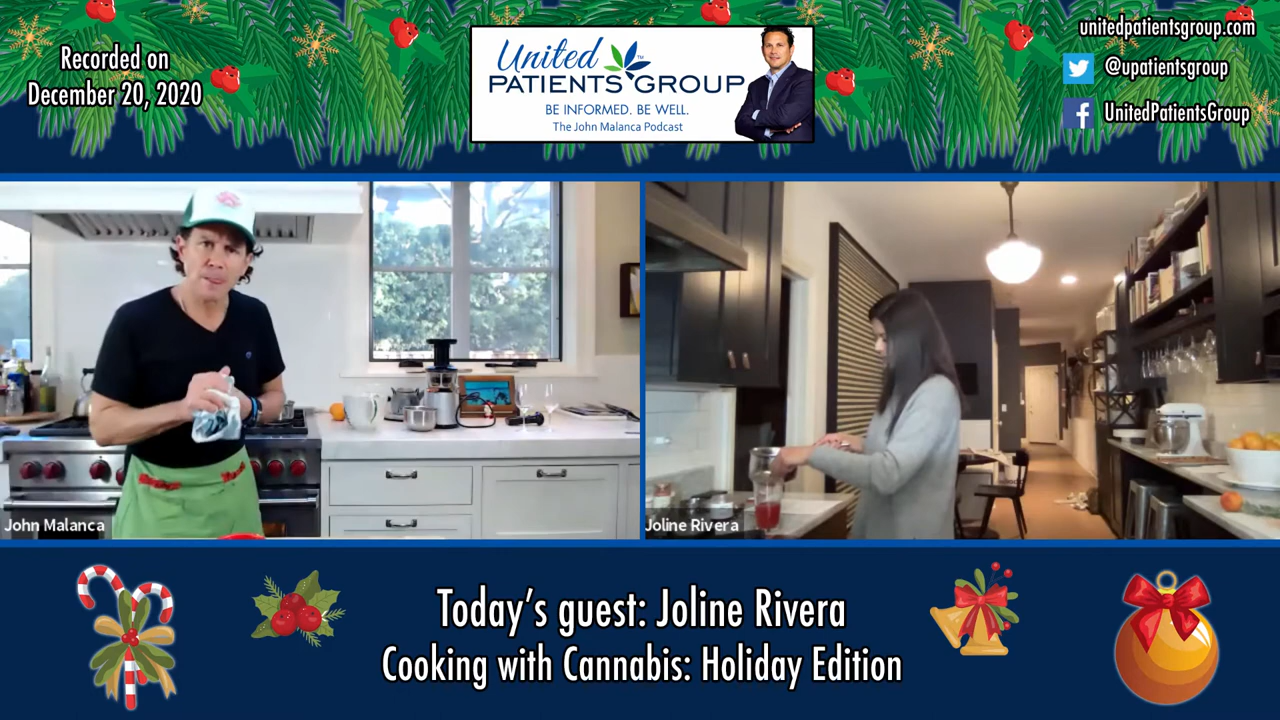 Recorded on
December 20, 2020
United
PATIENTS GROUP
BE INFORMED. BE WELL.
The John Malanca Podcast
unitedpatientsgroup.com
@upatientsgroup
UnitedPatientsGroup
John Malanca
Joline Rivera
Today's guest: Joline Rivera
Cooking with Cannabis: Holiday Edition